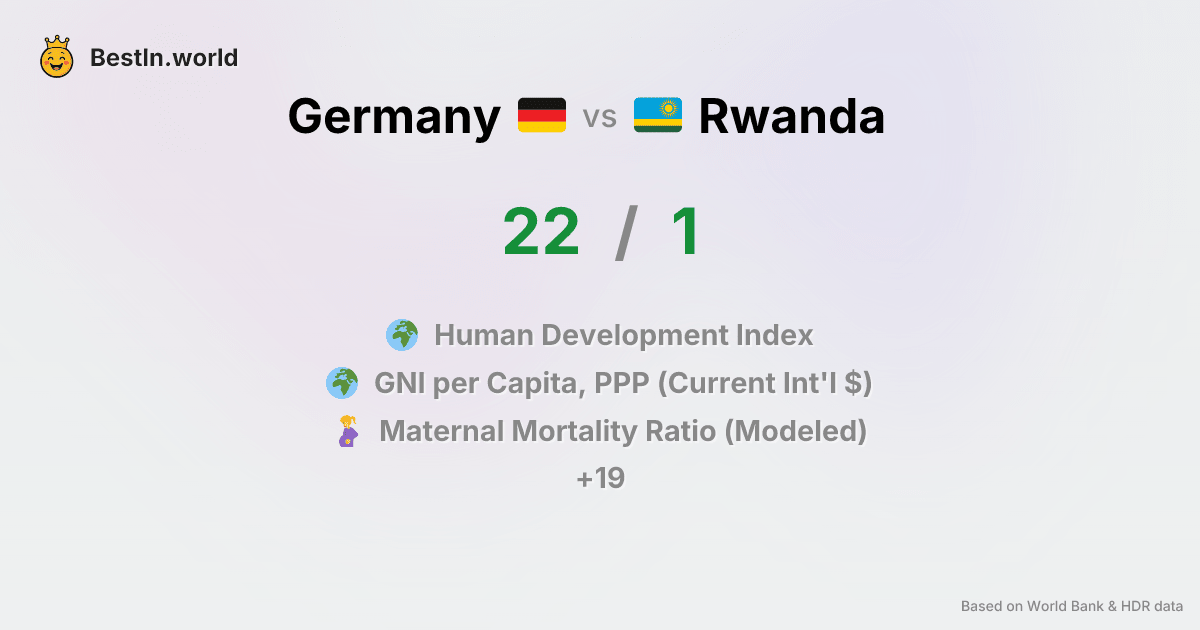 BestIn.world
Germany vs Rwanda
22 / 1
Human Development Index
GNI per Capita, PPP (Current Int'l $)
Maternal Mortality Ratio (Modeled)
+19
Based on World Bank & HDR data